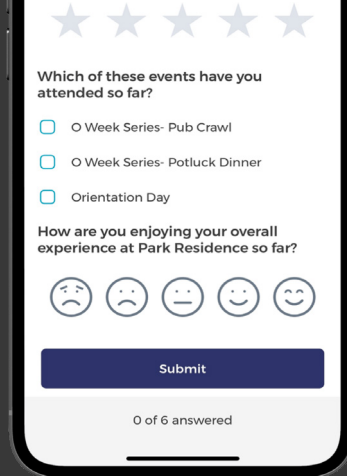 Which of these events have you
attended so far?
O Week Series- Pub Crawl
O Week Series- Potluck Dinner
Orientation Day
How are you enjoying your overall
experience at Park Residence so far?
Submit
0 of 6 answered